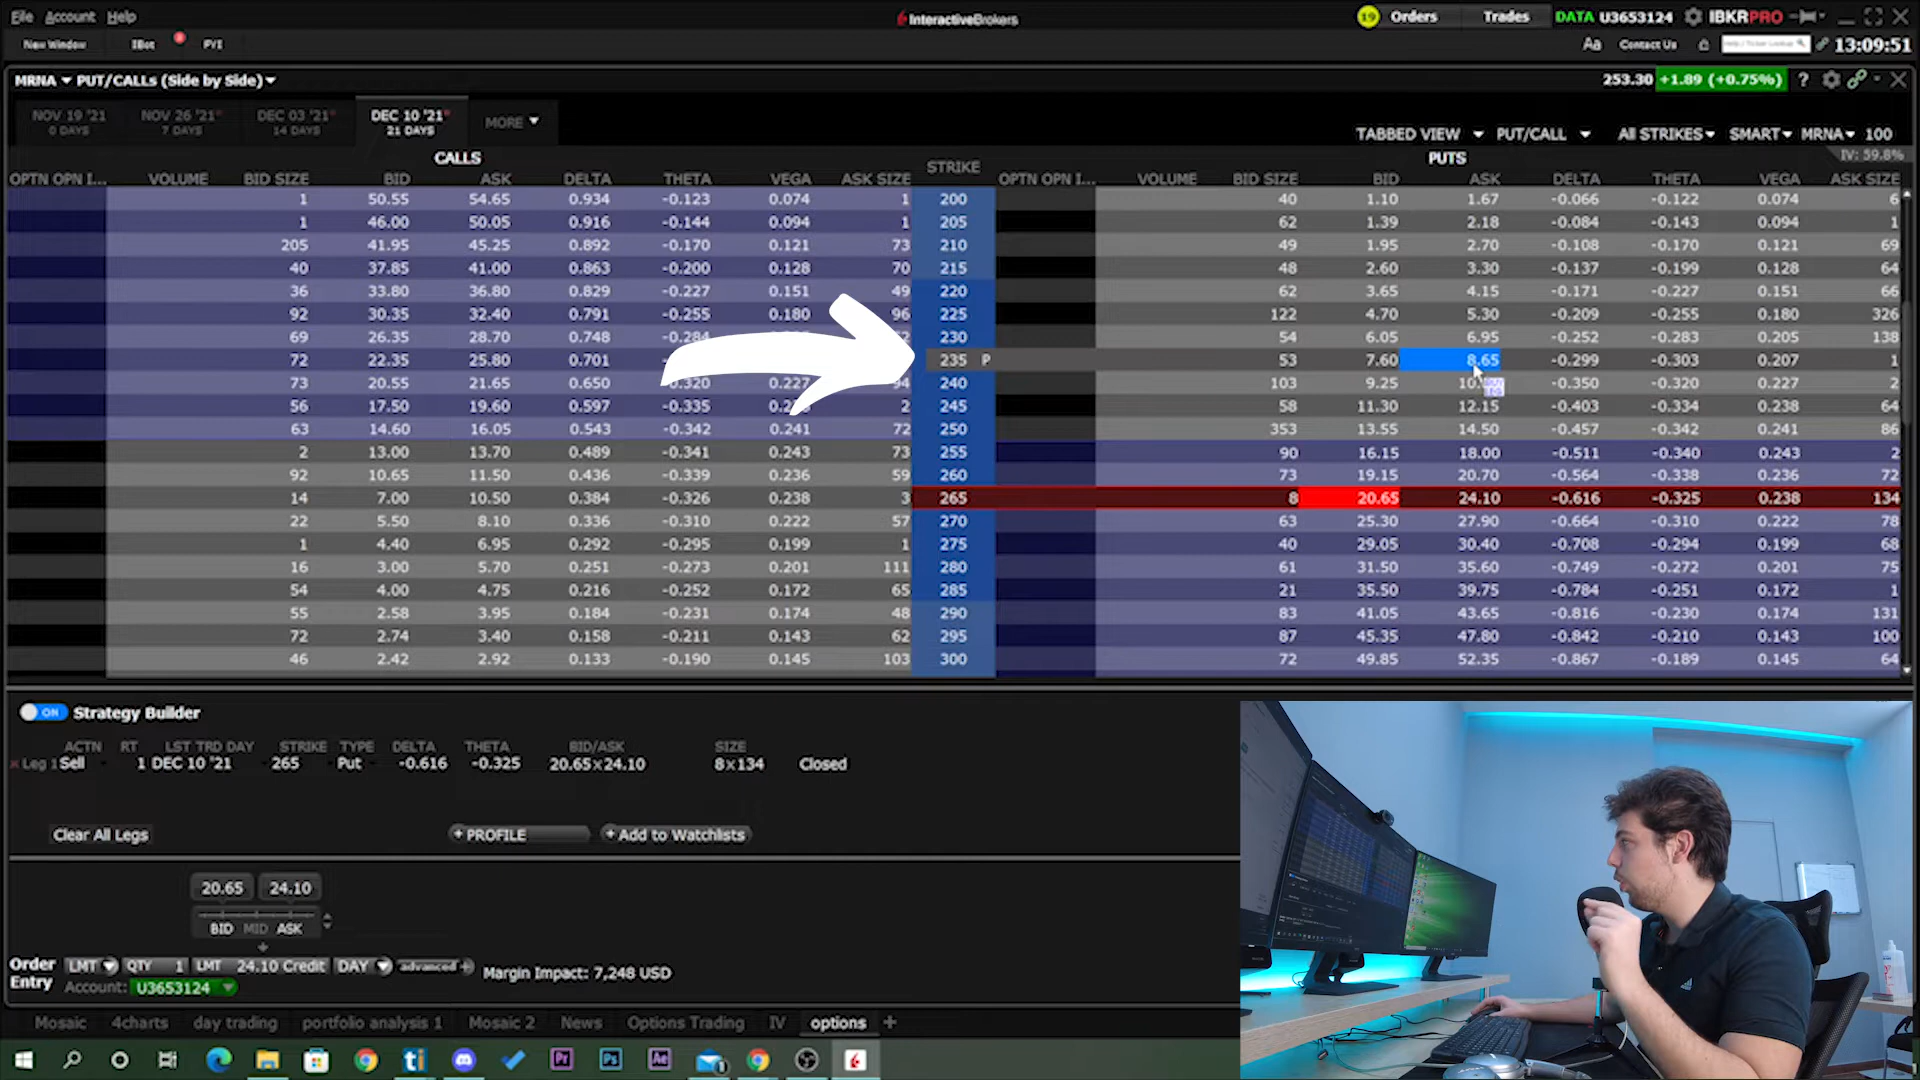 File Account Help
InteractiveBrokers
19 Orders Trades DATA U3653124 IBKRPRO
New Window IBot FYI
Aa Contact Us 13:09:51
MRNA PUT/CALLs (Side by Side)
253.30 +1.89 (+0.75%) ?
NOV 19 '21 NOV 26 '21* DEC 03 '21* DEC 10 '21* MORE
0 DAYS 7 DAYS 14 DAYS 21 DAYS
TABBED VIEW PUT/CALL All STRIKES SMART MRNA 100
CALLS STRIKE PUTS IV: 59.8%
OPTN OPN I... VOLUME BID SIZE BID ASK DELTA THETA VEGA ASK SIZE OPTN OPN I... VOLUME BID SIZE BID ASK DELTA THETA VEGA ASK SIZE
1 50.55 54.65 0.934 -0.123 0.074 1 200 40 1.10 1.67 -0.066 -0.122 0.074 6
1 46.00 50.05 0.916 -0.144 0.094 1 205 62 1.39 2.18 -0.084 -0.143 0.094 1
205 41.95 45.25 0.892 -0.170 0.121 73 210 49 1.95 2.70 -0.108 -0.170 0.121 69
40 37.85 41.00 0.863 -0.200 0.128 70 215 48 2.60 3.30 -0.137 -0.199 0.128 64
36 33.80 36.80 0.829 -0.227 0.151 49 220 62 3.65 4.15 -0.171 -0.227 0.151 66
92 30.35 32.40 0.791 -0.255 0.180 96 225 122 4.70 5.30 -0.209 -0.255 0.180 326
69 26.35 28.70 0.748 -0.284 230 54 6.05 6.95 -0.252 -0.283 0.205 138
72 22.35 25.80 0.701 235 P 53 7.60 8.65 -0.299 -0.303 0.207 1
73 20.55 21.65 0.650 -0.320 0.227 94 240 103 9.25 -0.350 -0.320 0.227 2
56 17.50 19.60 0.597 -0.335 2 245 58 11.30 12.15 -0.403 -0.334 0.238 64
63 14.60 16.05 0.543 -0.342 0.241 72 250 353 13.55 14.50 -0.457 -0.342 0.241 86
2 13.00 13.70 0.489 -0.341 0.243 73 255 90 16.15 18.00 -0.511 -0.340 0.243 2
92 10.65 11.50 0.436 -0.339 0.236 59 260 73 19.15 20.70 -0.564 -0.338 0.236 72
14 7.00 10.50 0.384 -0.326 0.238 3 265 8 20.65 24.10 -0.616 -0.325 0.238 134
22 5.50 8.10 0.336 -0.310 0.222 57 270 63 25.30 27.90 -0.664 -0.310 0.222 78
1 4.40 6.95 0.292 -0.295 0.199 1 275 40 29.05 30.40 -0.708 -0.294 0.199 68
16 3.00 5.70 0.251 -0.273 0.201 111 280 61 31.50 35.60 -0.749 -0.272 0.201 75
54 4.00 4.75 0.216 -0.252 0.172 65 285 21 35.50 39.75 -0.784 -0.251 0.172 1
55 2.58 3.95 0.184 -0.231 0.174 48 290 83 41.05 43.65 -0.816 -0.230 0.174 131
72 2.74 3.40 0.158 -0.211 0.143 62 295 87 45.35 47.80 -0.842 -0.210 0.143 100
46 2.42 2.92 0.133 -0.190 0.145 103 300 72 49.85 52.35 -0.867 -0.189 0.145 64
ON Strategy Builder
ACTN RT LST TRD DAY STRIKE TYPE DELTA THETA BID/ASK SIZE
Leg 1 Sell 1 DEC 10 '21 265 Put -0.616 -0.325 20.65x24.10 8x134 Closed
Clear All Legs + PROFILE + Add to Watchlists
20.65 24.10
BID MID ASK
Order Entry LMT QTY 1 LMT 24.10 Credit DAY advanced + Margin Impact: 7,248 USD
Account: U3653124
Mosaic 4charts day trading portfolio analysis 1 Mosaic 2 News Options Trading IV options +
Pr Ps Ae 1